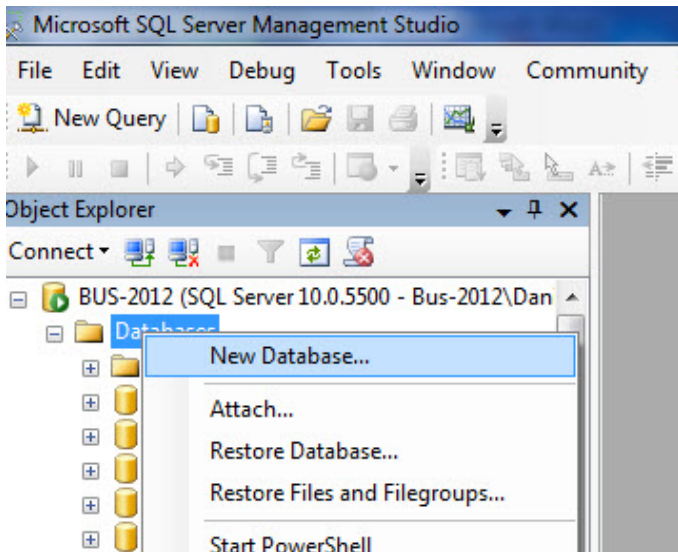 Microsoft SQL Server Management Studio
File Edit View Debug Tools Window Community
New Query
Object Explorer
Connect
BUS-2012 (SQL Server 10.0.5500 - Bus-2012\Dan
Databases
New Database...
Attach...
Restore Database...
Restore Files and Filegroups...
Start PowerShell